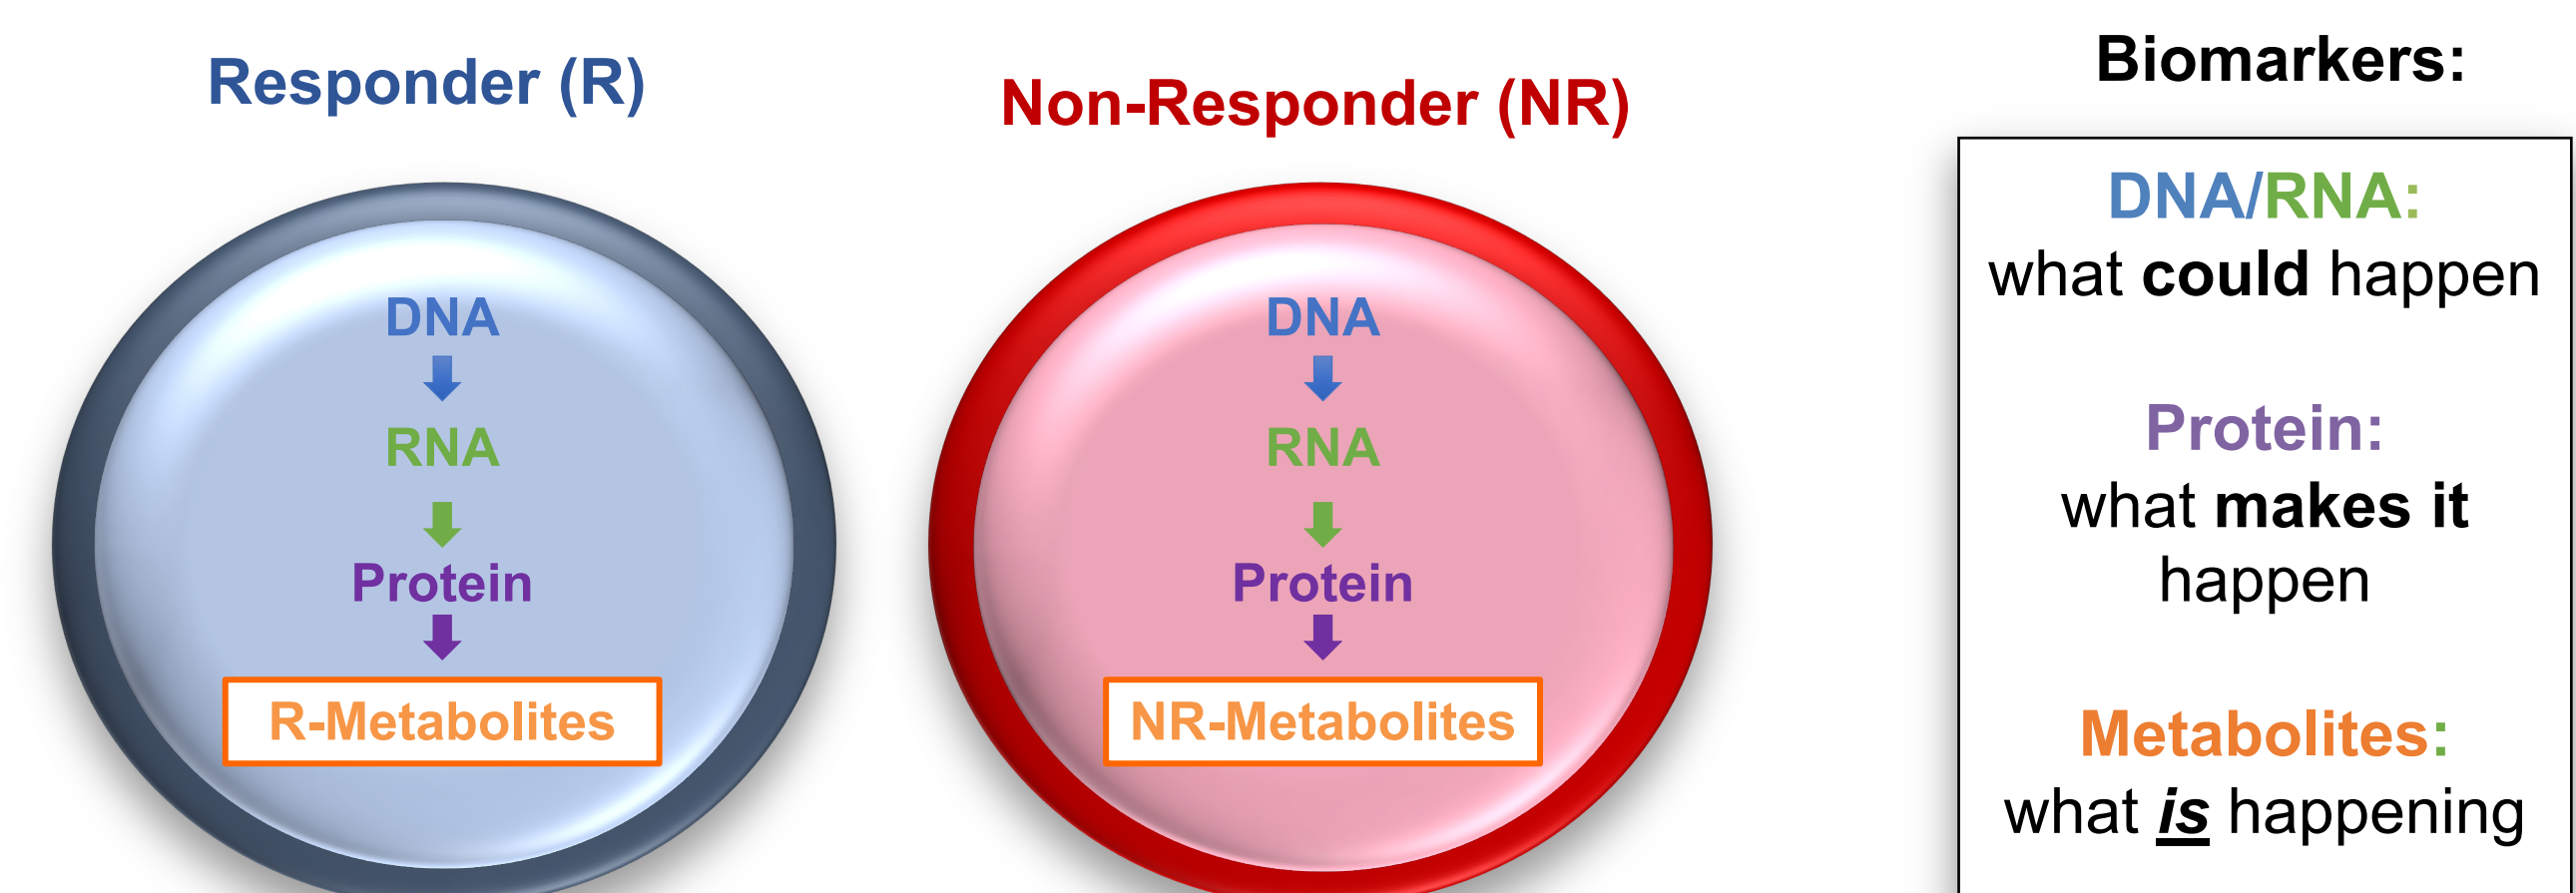 Responder (R)
DNA
RNA
Protein
R-Metabolites
Non-Responder (NR)
DNA
RNA
Protein
NR-Metabolites
Biomarkers:
DNA/RNA:
what could happen
Protein:
what makes it
happen
Metabolites:
what is happening